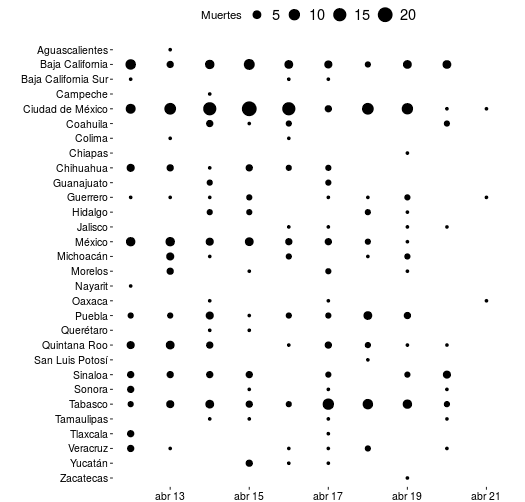 Muertes 5 10 15 20
Aguascalientes
Baja California
Baja California Sur
Campeche
Ciudad de México
Coahuila
Colima
Chiapas
Chihuahua
Guanajuato
Guerrero
Hidalgo
Jalisco
México
Michoacán
Morelos
Nayarit
Oaxaca
Puebla
Querétaro
Quintana Roo
San Luis Potosí
Sinaloa
Sonora
Tabasco
Tamaulipas
Tlaxcala
Veracruz
Yucatán
Zacatecas
abr 13 abr 15 abr 17 abr 19 abr 21